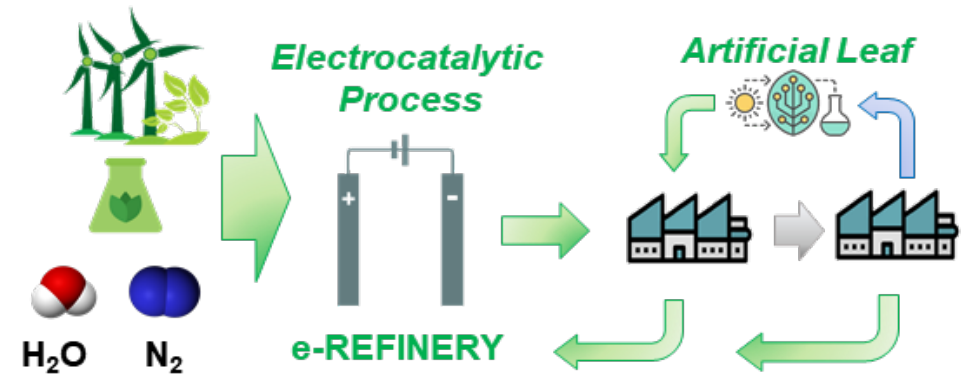 Electrocatalytic
Process
Artificial Leaf
+
-
H₂O
N₂
e-REFINERY